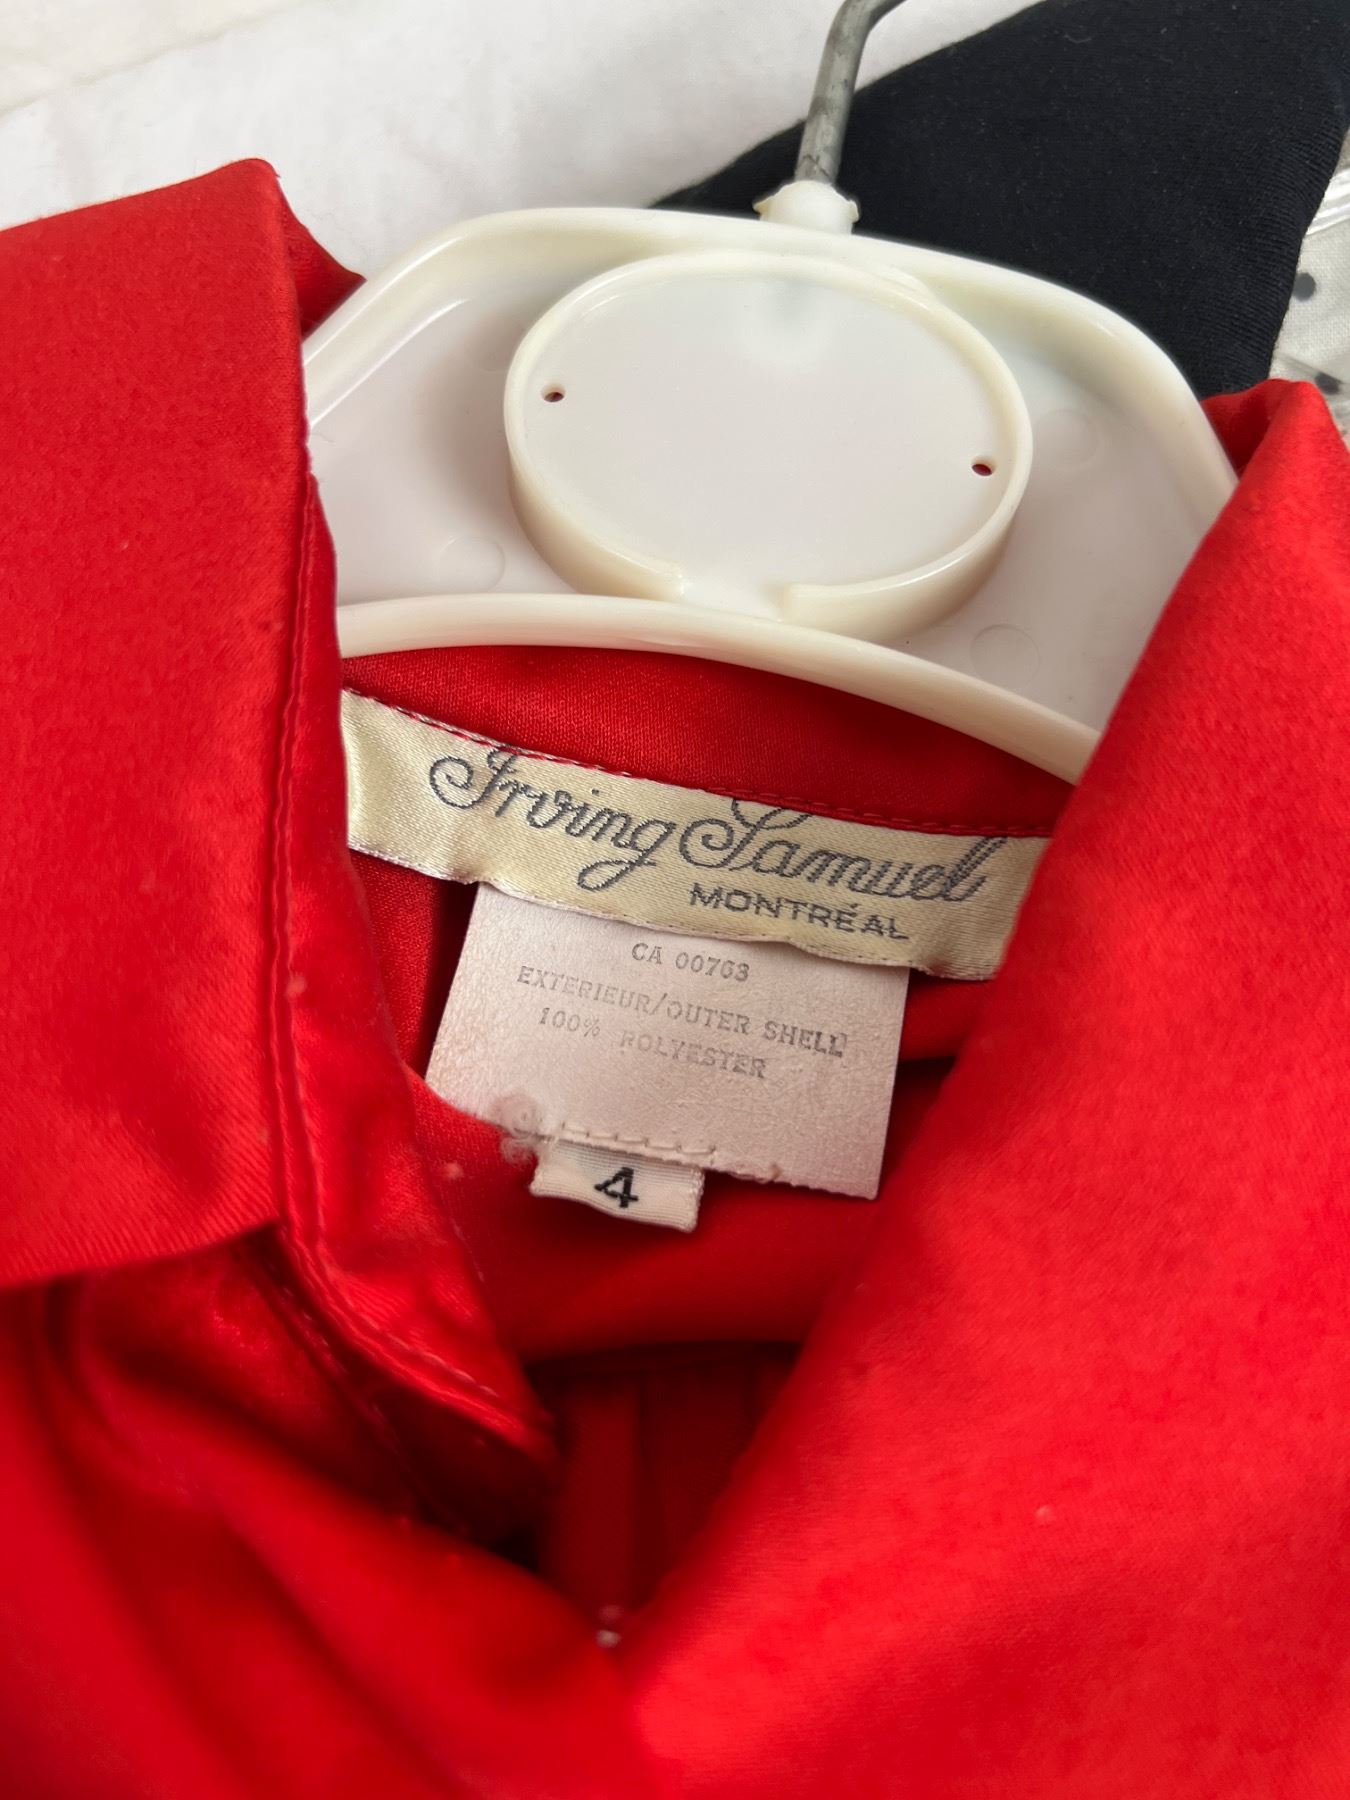 Irving Samuel
MONTRÉAL
CA 00763
EXTERIEUR/OUTER SHELL
100% POLYESTER
4